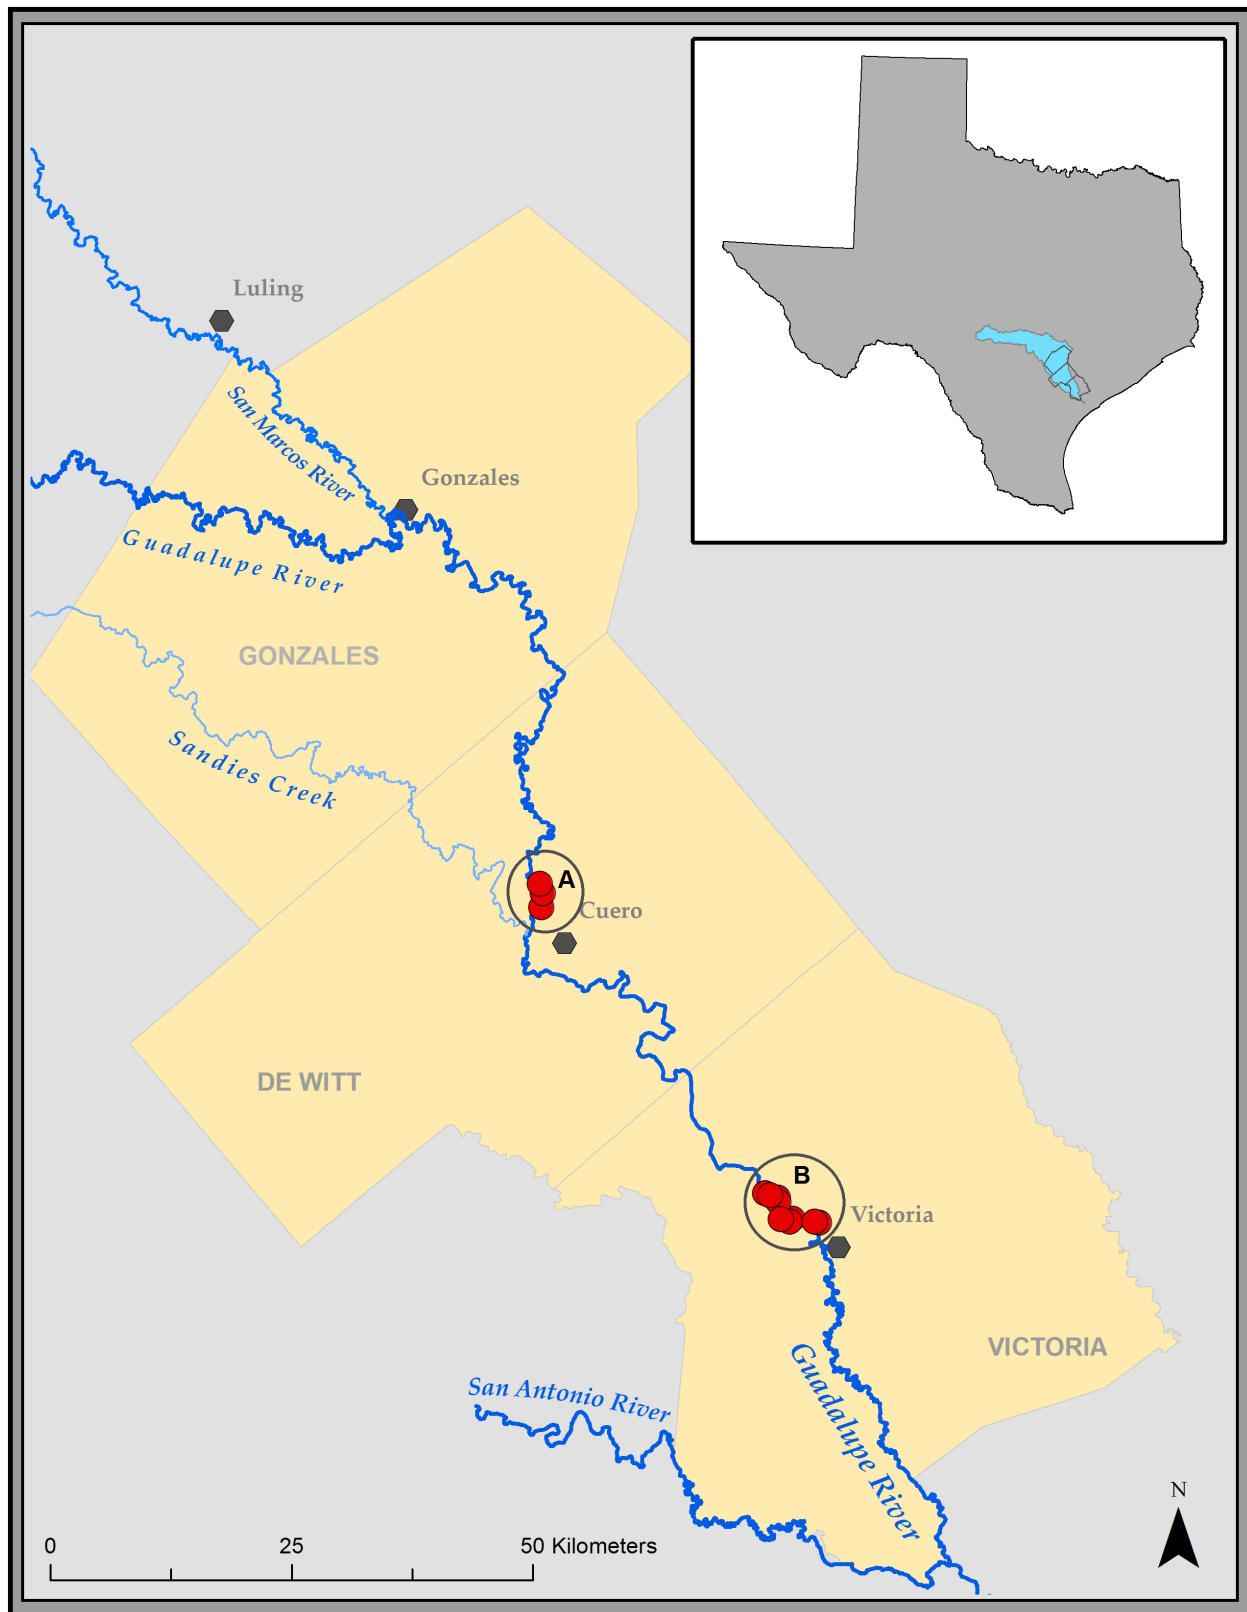 Luling
San Marcos River
Gonzales
Guadalupe River
GONZALES
Sandies Creek
A
Cuero
DE WITT
B
Victoria
VICTORIA
Guadalupe River
San Antonio River
N
0 25 50 Kilometers